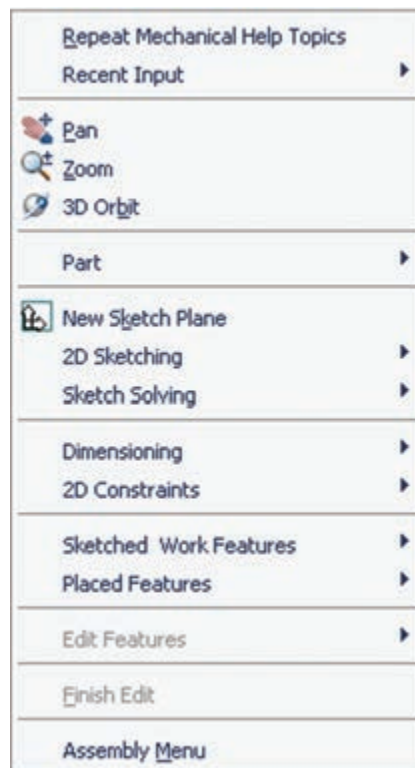 Repeat Mechanical Help Topics
Recent Input
Pan
Zoom
3D Orbit
Part
New Sketch Plane
2D Sketching
Sketch Solving
Dimensioning
2D Constraints
Sketched Work Features
Placed Features
Edit Features
Finish Edit
Assembly Menu